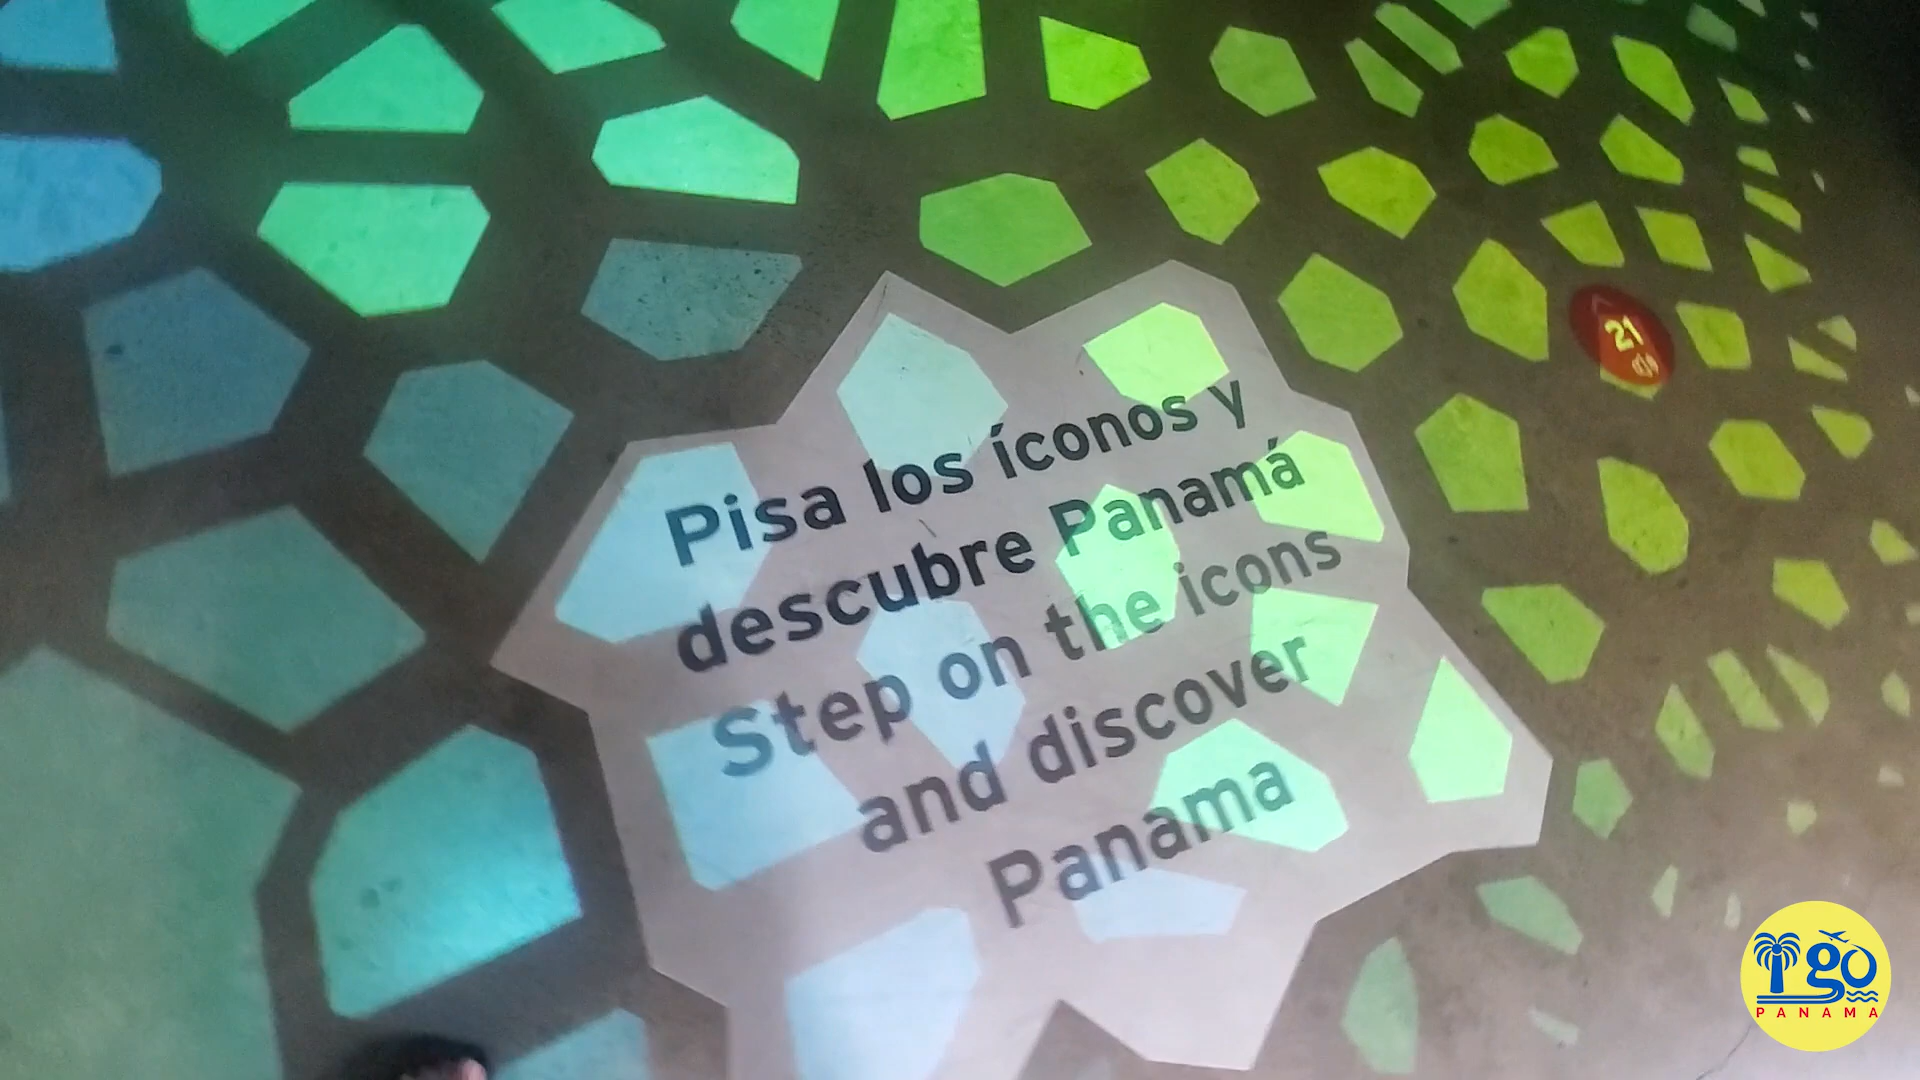 Pisa los íconos y
descubre Panamá
Step on the icons
and discover
Panama
21
go
PANAMA